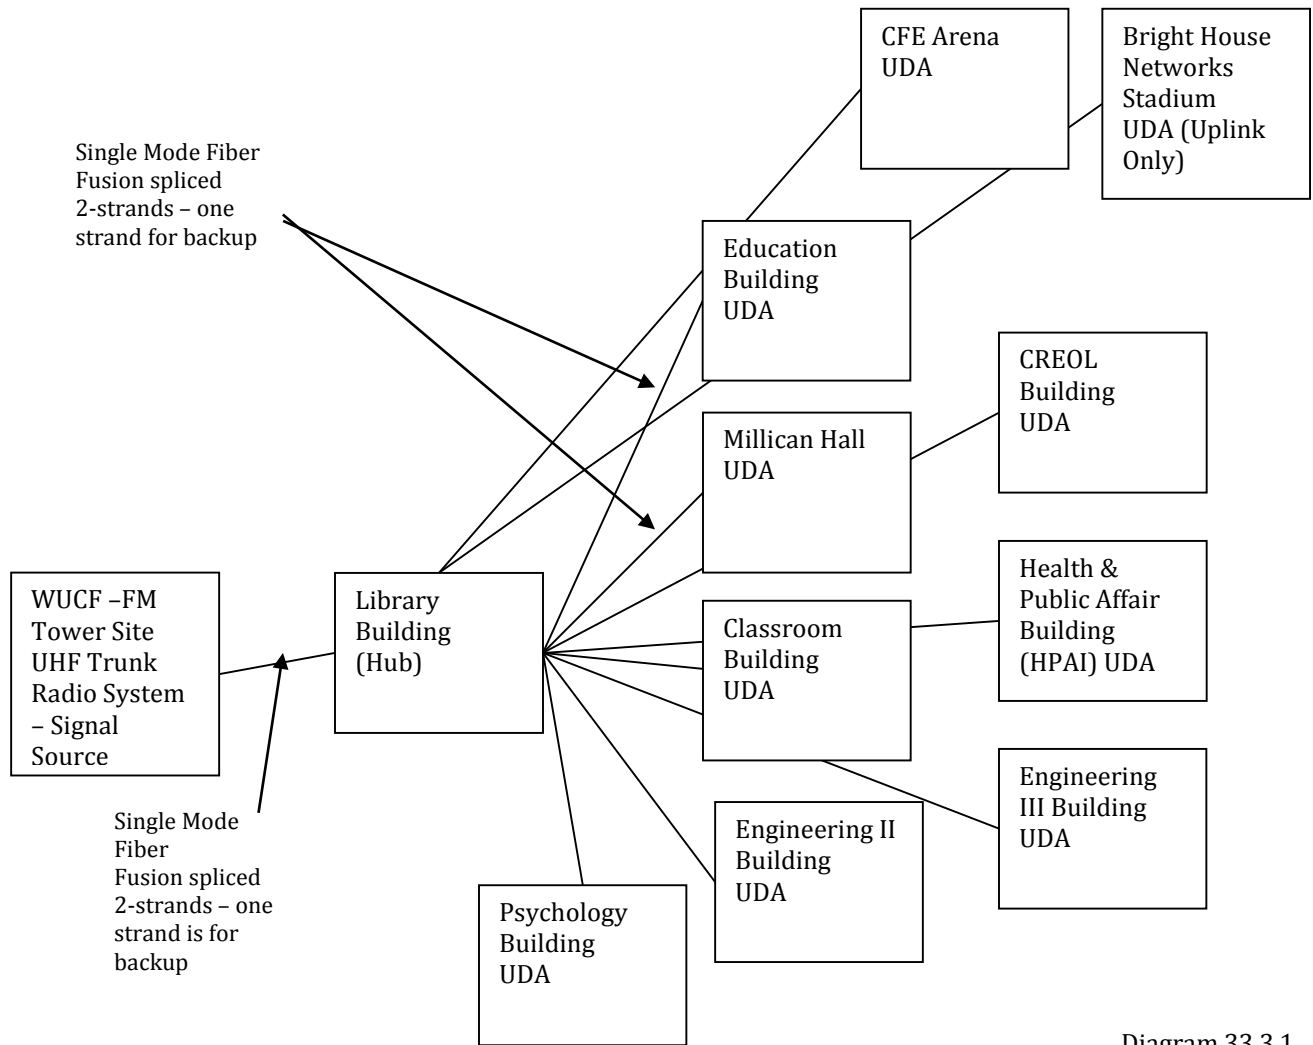 CFE Arena
UDA
Bright House
Networks
Stadium
UDA (Uplink
Only)
Single Mode Fiber
Fusion spliced
2-strands – one
strand for backup
Education
Building
UDA
CREOL
Building
UDA
Millican Hall
UDA
Health &
Public Affair
Building
(HPAI) UDA
WUCF –FM
Tower Site
UHF Trunk
Radio System
– Signal
Source
Library
Building
(Hub)
Classroom
Building
UDA
Engineering
III Building
UDA
Single Mode
Fiber
Fusion spliced
2-strands – one
strand is for
backup
Engineering II
Building
UDA
Psychology
Building
UDA
Diagram 33.3.1